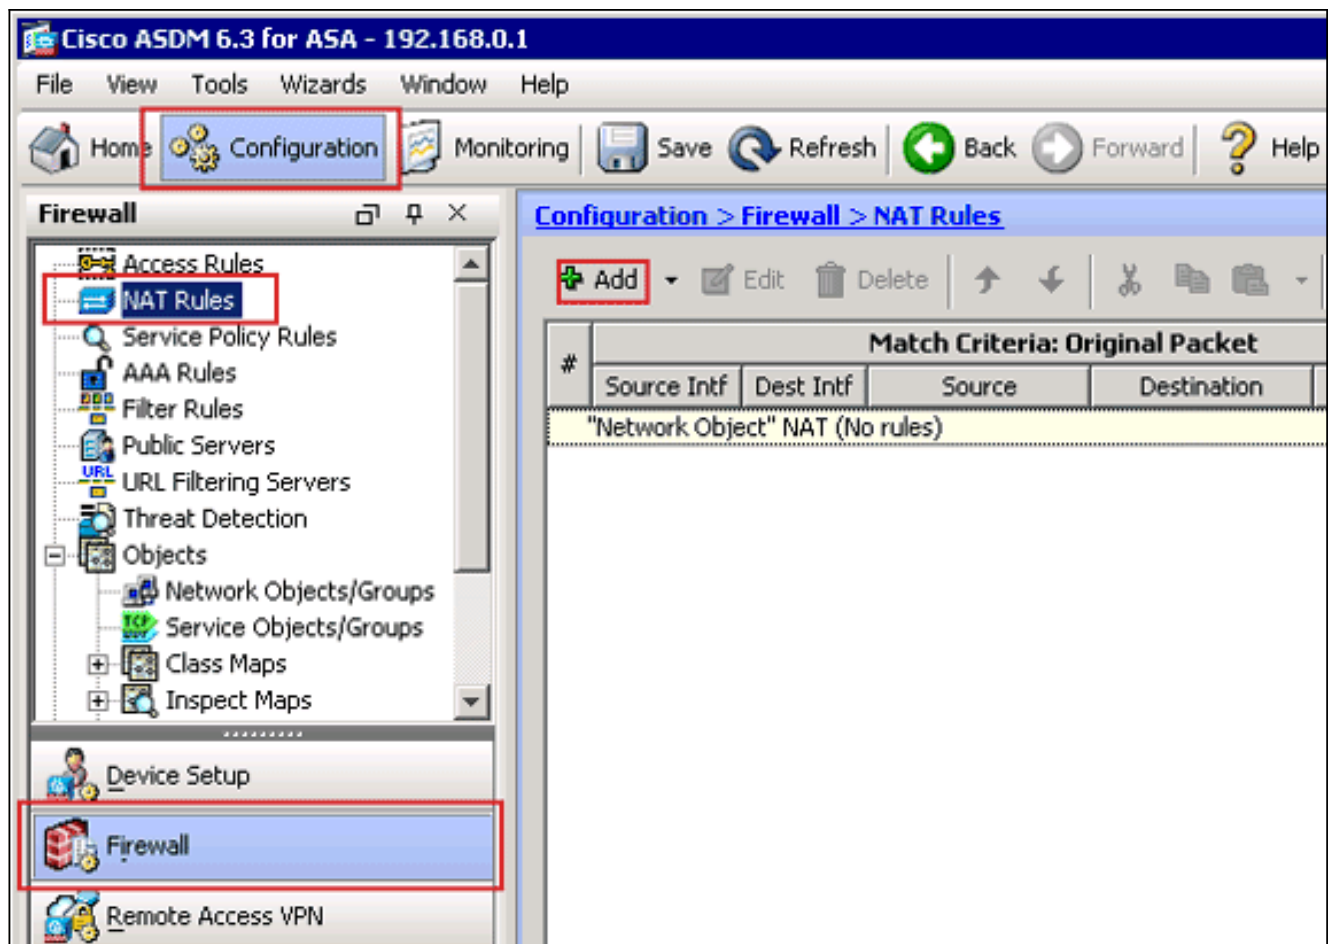 Cisco ASDM 6.3 for ASA - 192.168.0.1
File View Tools Wizards Window Help
Home Configuration Monitoring Save Refresh Back Forward Help
Firewall
Configuration > Firewall > NAT Rules
Access Rules
NAT Rules
Service Policy Rules
AAA Rules
Filter Rules
Public Servers
URL
URL Filtering Servers
Threat Detection
Objects
Network Objects/Groups
TCP
Service Objects/Groups
Class Maps
Inspect Maps
Device Setup
Firewall
Remote Access VPN
Add Edit Delete
# Match Criteria: Original Packet
Source Intf Dest Intf Source Destination
"Network Object" NAT (No rules)